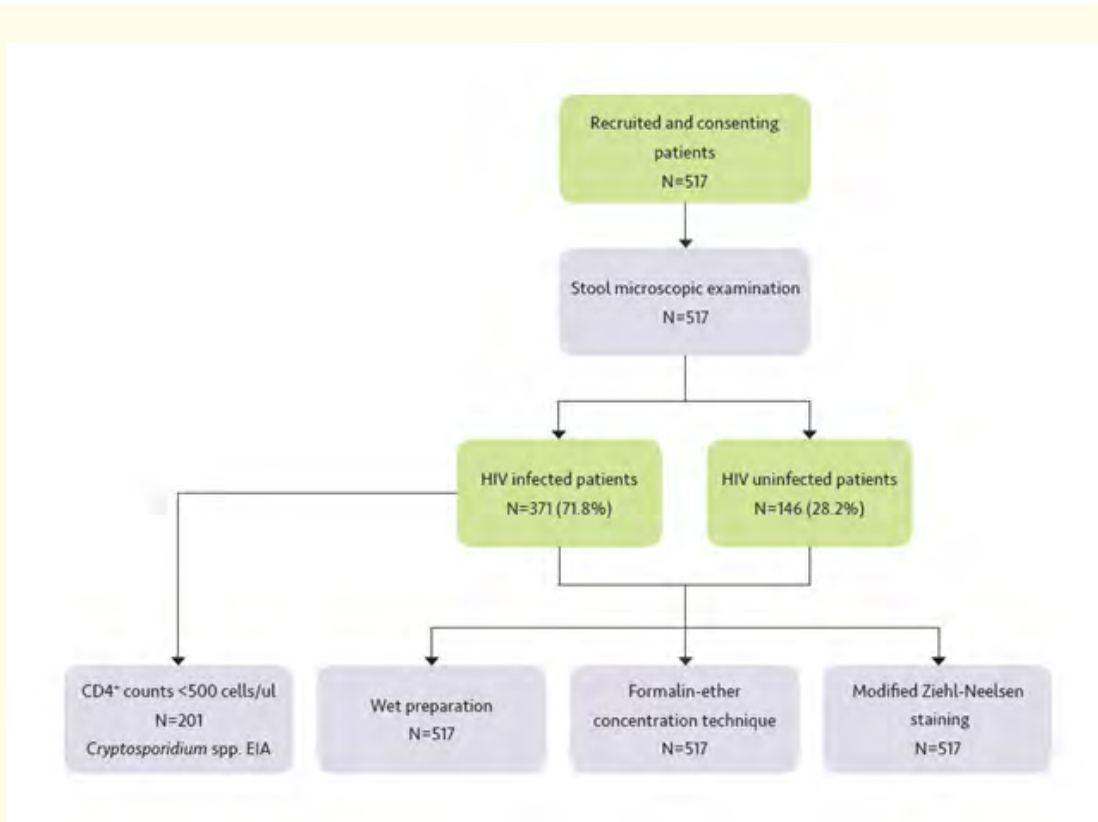 Recruited and consenting
patients
N=517
Stool microscopic examination
N=517
HIV infected patients
N=371 (71.8%)
HIV uninfected patients
N=146 (28.2%)
CD4⁺ counts <500 cells/ul
N=201
Cryptosporidium spp. EIA
Wet preparation
N=517
Formalin-ether
concentration technique
N=517
Modified Ziehl-Neelsen
staining
N=517